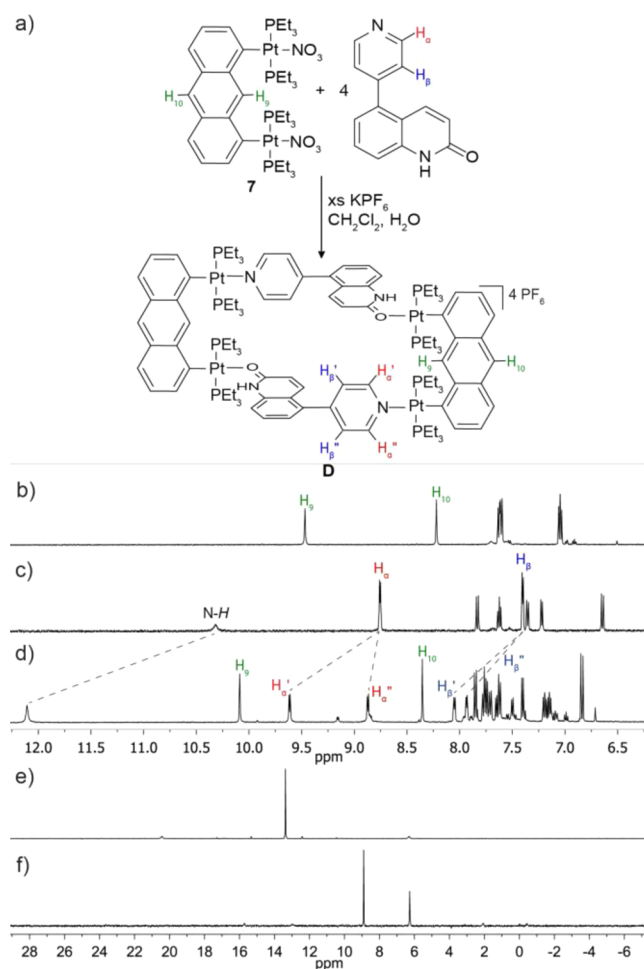 a)
PEt₃
Pt–NO₃
PEt₃
H₁₀
H₉
PEt₃
Pt–NO₃
PEt₃
7
+ 4
N
Hα
Hβ
NH
O
xs KPF₆
CH₂Cl₂, H₂O
PEt₃
Pt
N
PEt₃
NH
O
PEt₃
Pt
PEt₃
4 PF₆
PEt₃
Pt
O
PEt₃
HN
Hβ'
Hα'
N
Hβ''
Hα''
PEt₃
Pt
PEt₃
H₉
H₁₀
D
b)
H₉
H₁₀
c)
N-H
Hα
Hβ
d)
H₉
Hα'
Hα''
H₁₀
Hβ'
Hβ''
12.0 11.5 11.0 10.5 10.0 9.5 9.0 8.5 8.0 7.5 7.0 6.5
ppm
e)
f)
28 26 24 22 20 18 16 14 12 10 8 6 4 2 0 -2 -4 -6
ppm